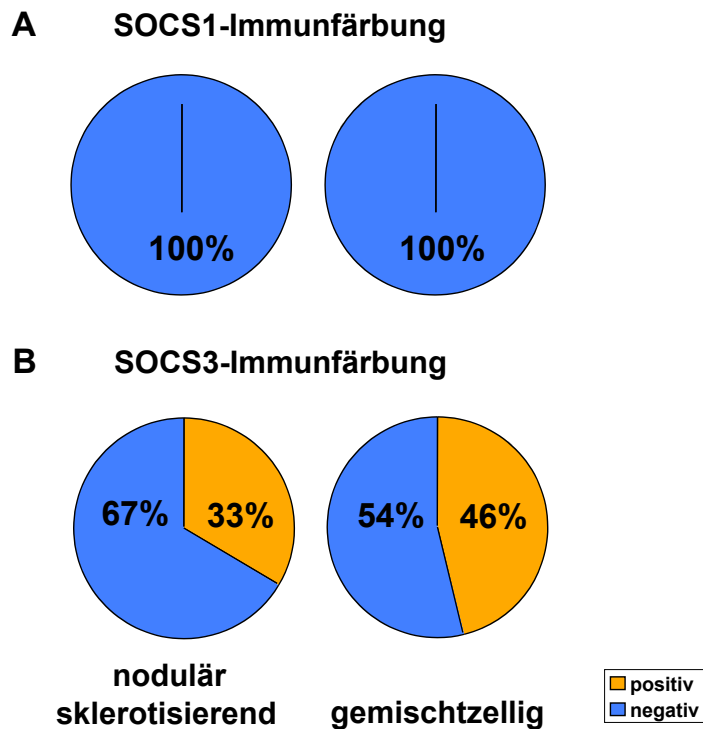 A SOCS1-Immunfärbung
100% 100%
B SOCS3-Immunfärbung
67% 33% 54% 46%
nodulär
sklerotisierend gemischtzellig
positiv
negativ